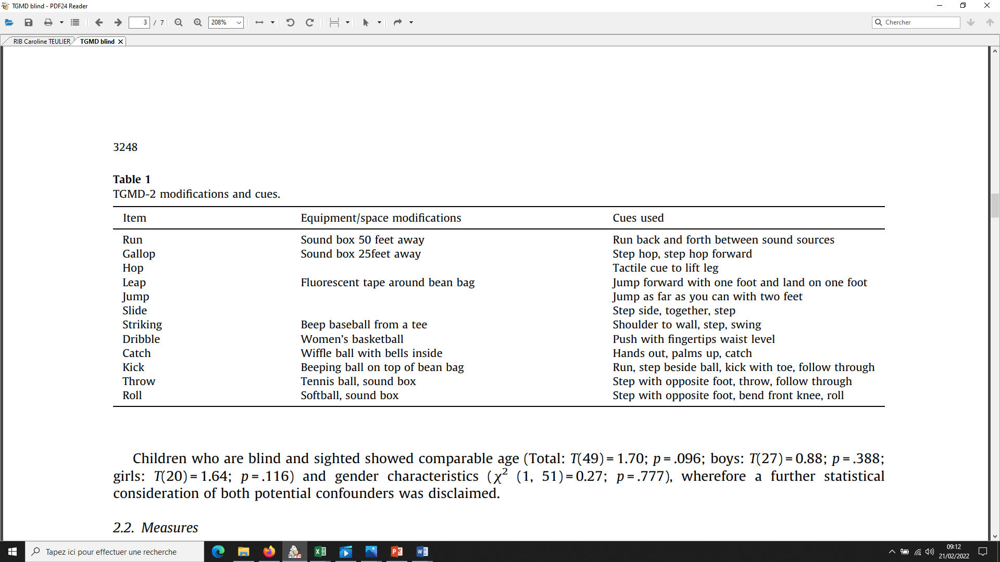 TGMD blind - PDF24 Reader
3 / 7 208% Chercher
RIB Caroline TEULIER TGMD blind
3248
Table 1
TGMD-2 modifications and cues.
Item Equipment/space modifications Cues used
Run Sound box 50 feet away Run back and forth between sound sources
Gallop Sound box 25feet away Step hop, step hop forward
Hop Tactile cue to lift leg
Leap Fluorescent tape around bean bag Jump forward with one foot and land on one foot
Jump Jump as far as you can with two feet
Slide Step side, together, step
Striking Beep baseball from a tee Shoulder to wall, step, swing
Dribble Women's basketball Push with fingertips waist level
Catch Wiffle ball with bells inside Hands out, palms up, catch
Kick Beeping ball on top of bean bag Run, step beside ball, kick with toe, follow through
Throw Tennis ball, sound box Step with opposite foot, throw, follow through
Roll Softball, sound box Step with opposite foot, bend front knee, roll
Children who are blind and sighted showed comparable age (Total: T(49) = 1.70; p = .096; boys: T(27) = 0.88; p = .388;
girls: T(20) = 1.64; p = .116) and gender characteristics (χ² (1, 51) = 0.27; p = .777), wherefore a further statistical
consideration of both potential confounders was disclaimed.
2.2. Measures
Tapez ici pour effectuer une recherche
PDF24
09:12
21/02/2022